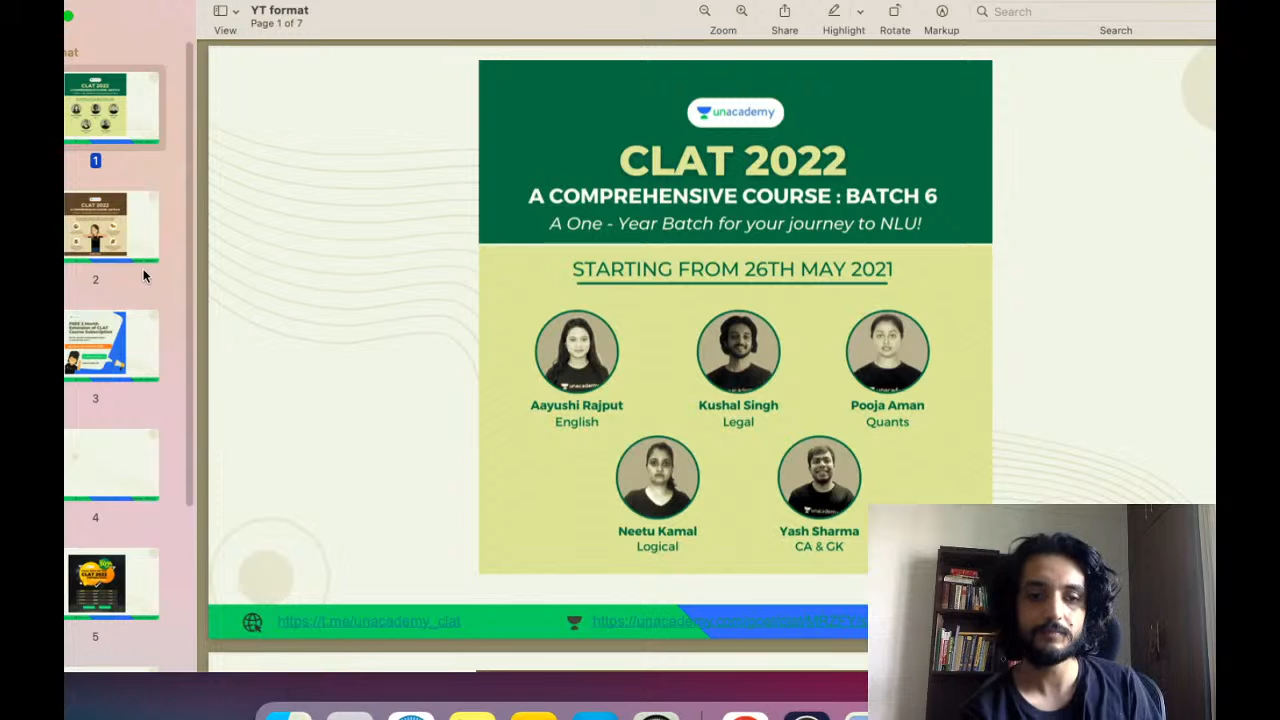 YT format
Page 1 of 7
View
Zoom
Share
Highlight
Rotate
Markup
Search
Search
1
2
3
4
5
unacademy
CLAT 2022
A COMPREHENSIVE COURSE : BATCH 6
A One - Year Batch for your journey to NLU!
STARTING FROM 26TH MAY 2021
Aayushi Rajput
English
Kushal Singh
Legal
Pooja Aman
Quants
Neetu Kamal
Logical
Yash Sharma
CA & GK
https://t.me/unacademy_clat